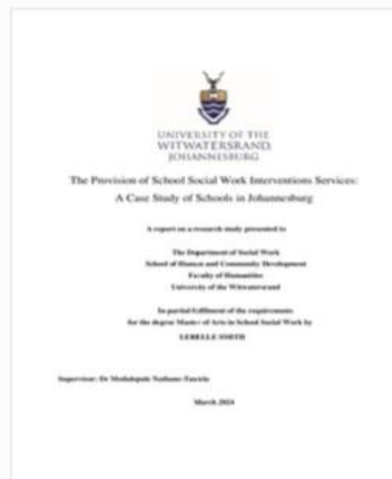 UNIVERSITY OF THE
WITWATERSRAND,
JOHANNESBURG
The Provision of School Social Work Interventions Services:
A Case Study of Schools in Johannesburg
A report on a research study presented to
The Department of Social Work
School of Human and Community Development
Faculty of Humanities
University of the Witwatersrand
In partial fulfilment of the requirements
for the degree Master of Arts in School Social Work by
LEBELLE SMITH
Supervisor: Dr
March 2024